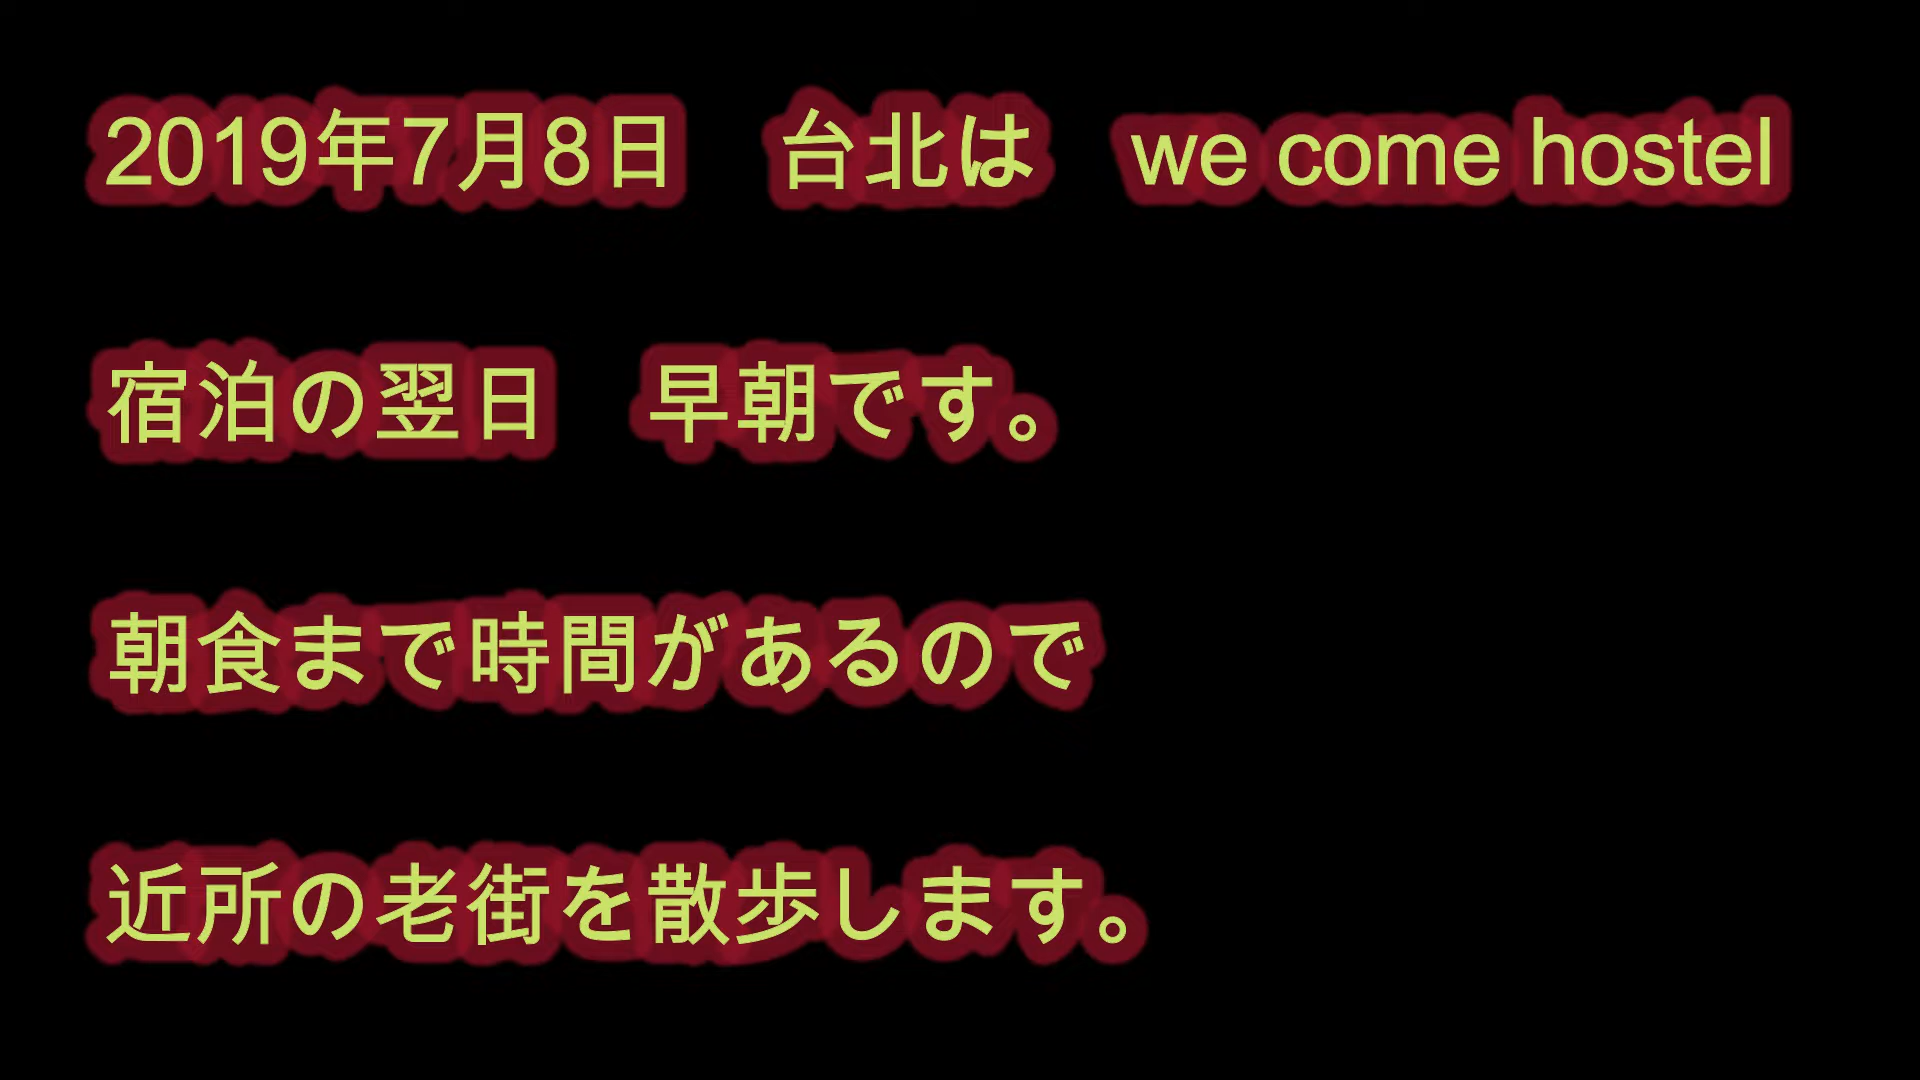 2019年7月8日　台北は　we come hostel
宿泊の翌日　早朝です。
朝食まで時間があるので
近所の老街を散歩します。